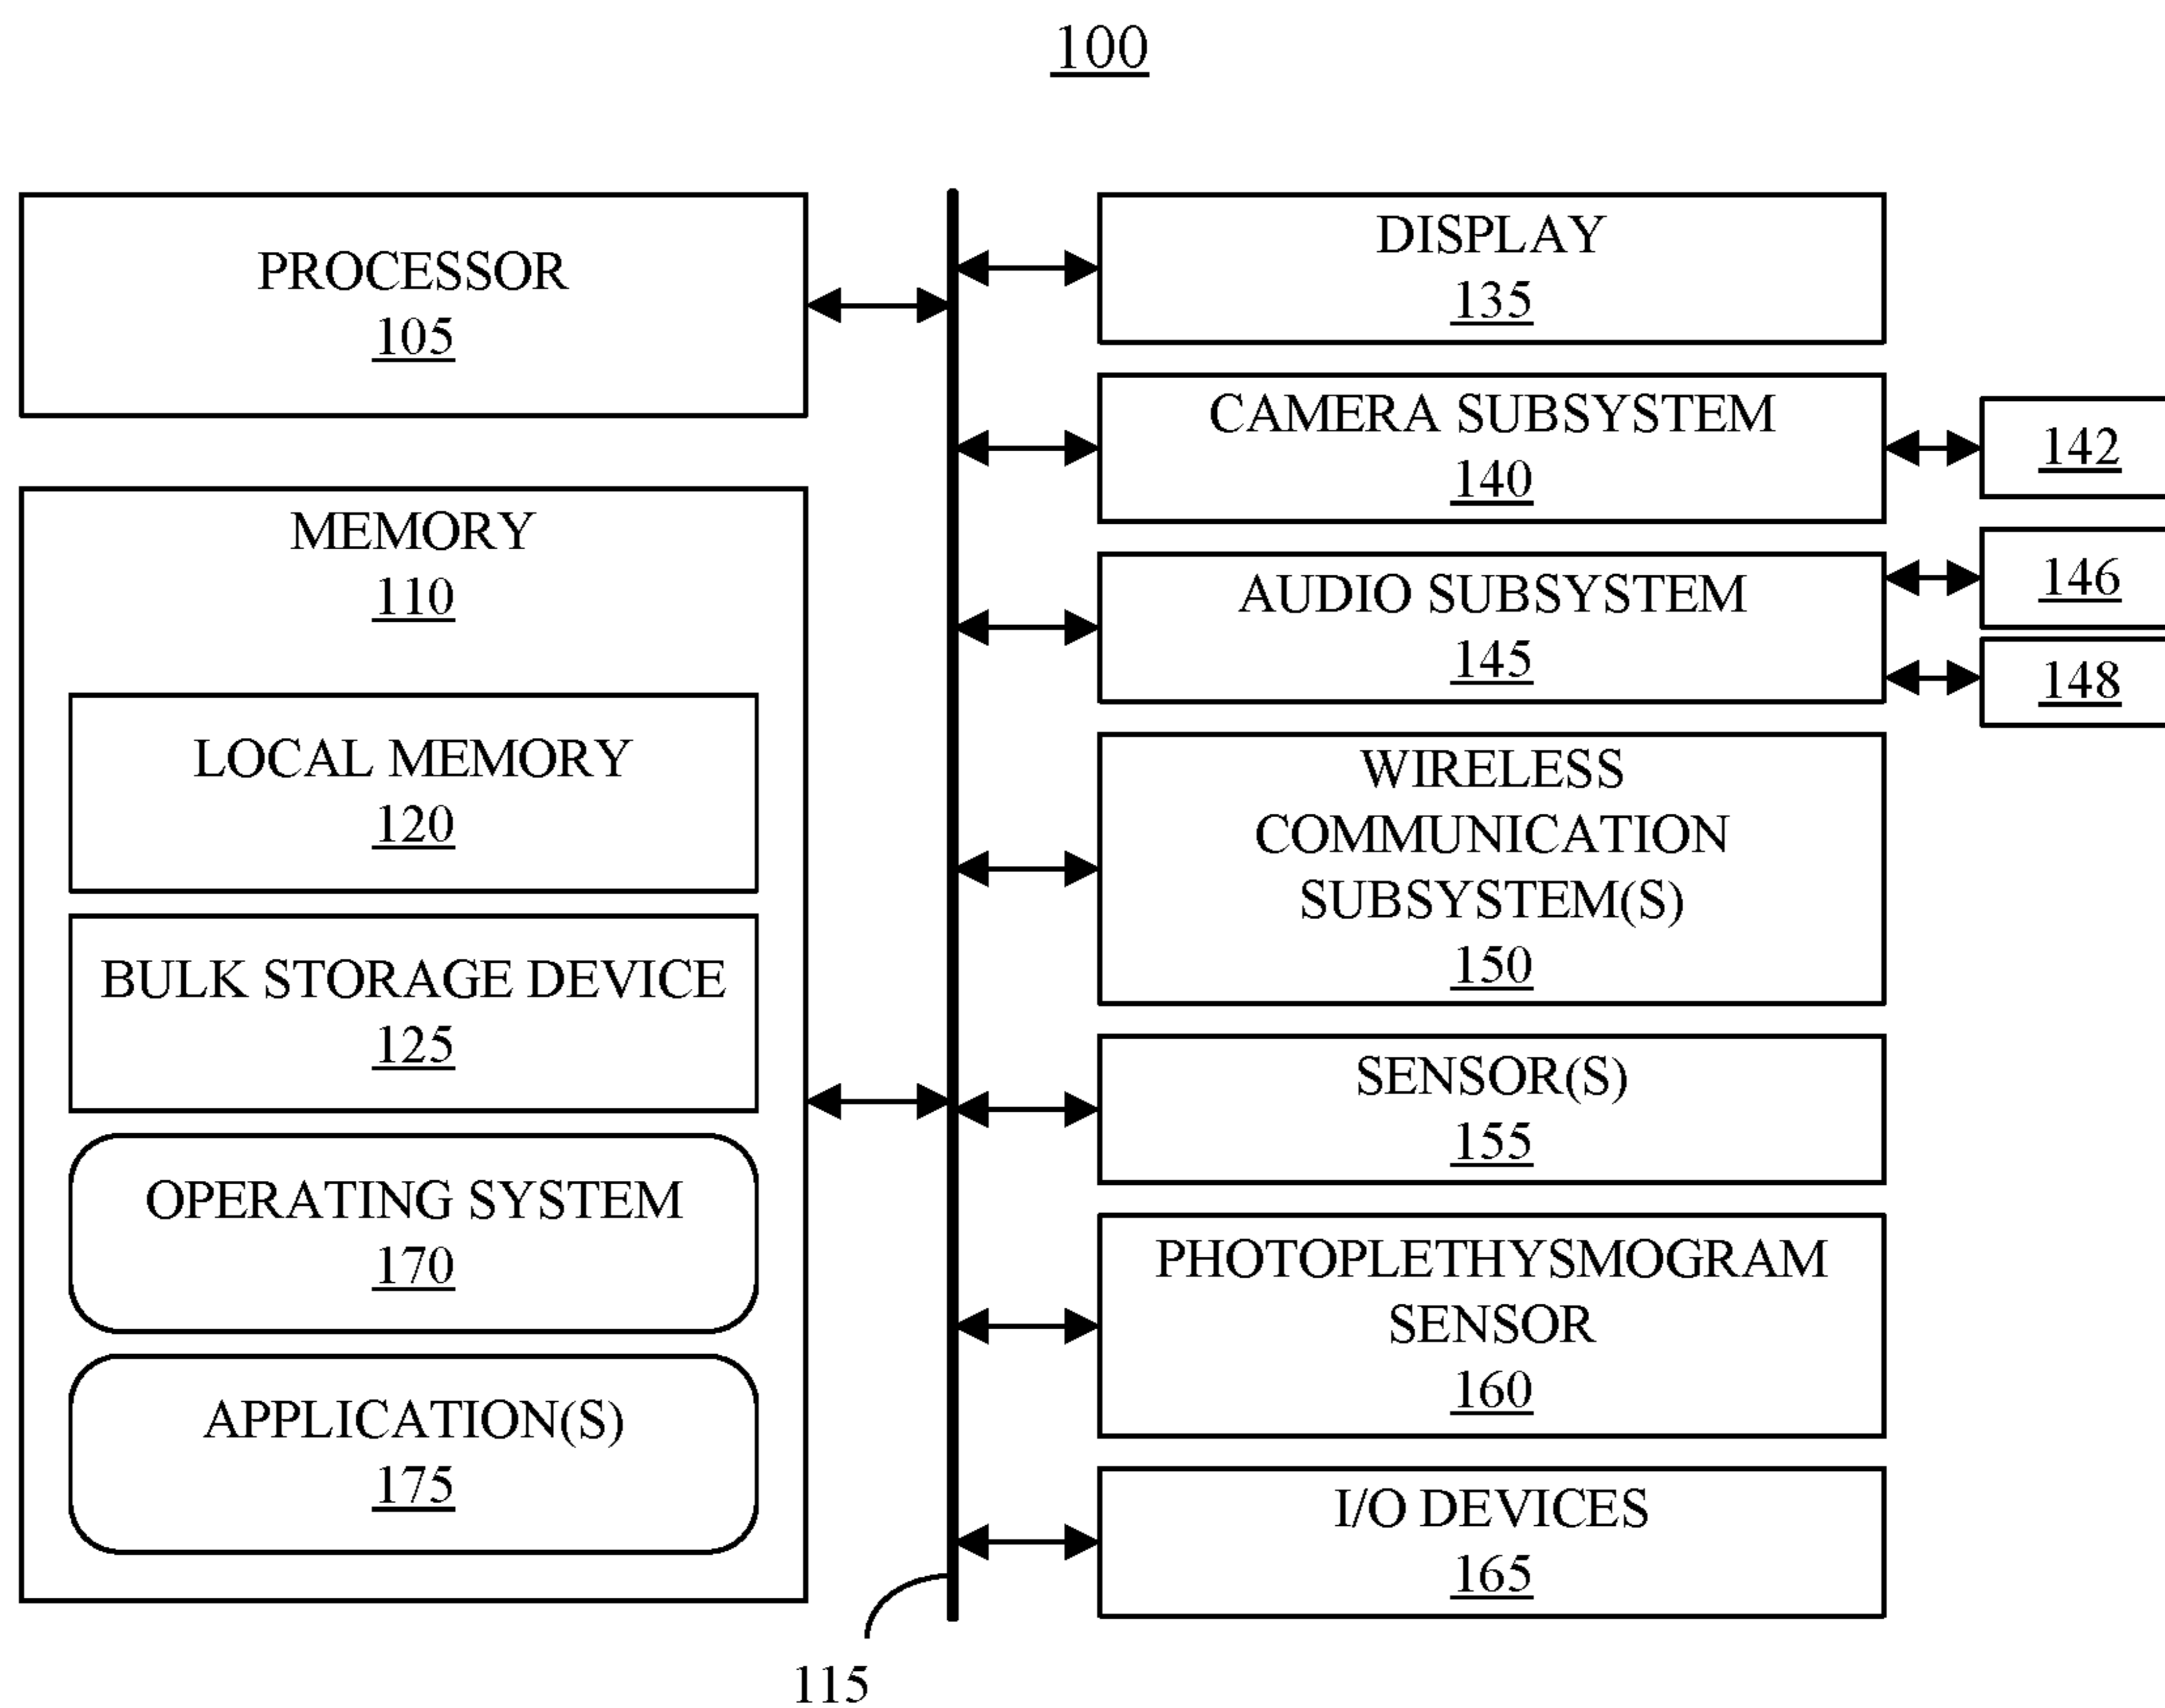 100
PROCESSOR
105
MEMORY
110
LOCAL MEMORY
120
BULK STORAGE DEVICE
125
OPERATING SYSTEM
170
APPLICATION(S)
175
115
DISPLAY
135
CAMERA SUBSYSTEM
140
142
AUDIO SUBSYSTEM
145
146
148
WIRELESS
COMMUNICATION
SUBSYSTEM(S)
150
SENSOR(S)
155
PHOTOPLETHYSMOGRAM
SENSOR
160
I/O DEVICES
165